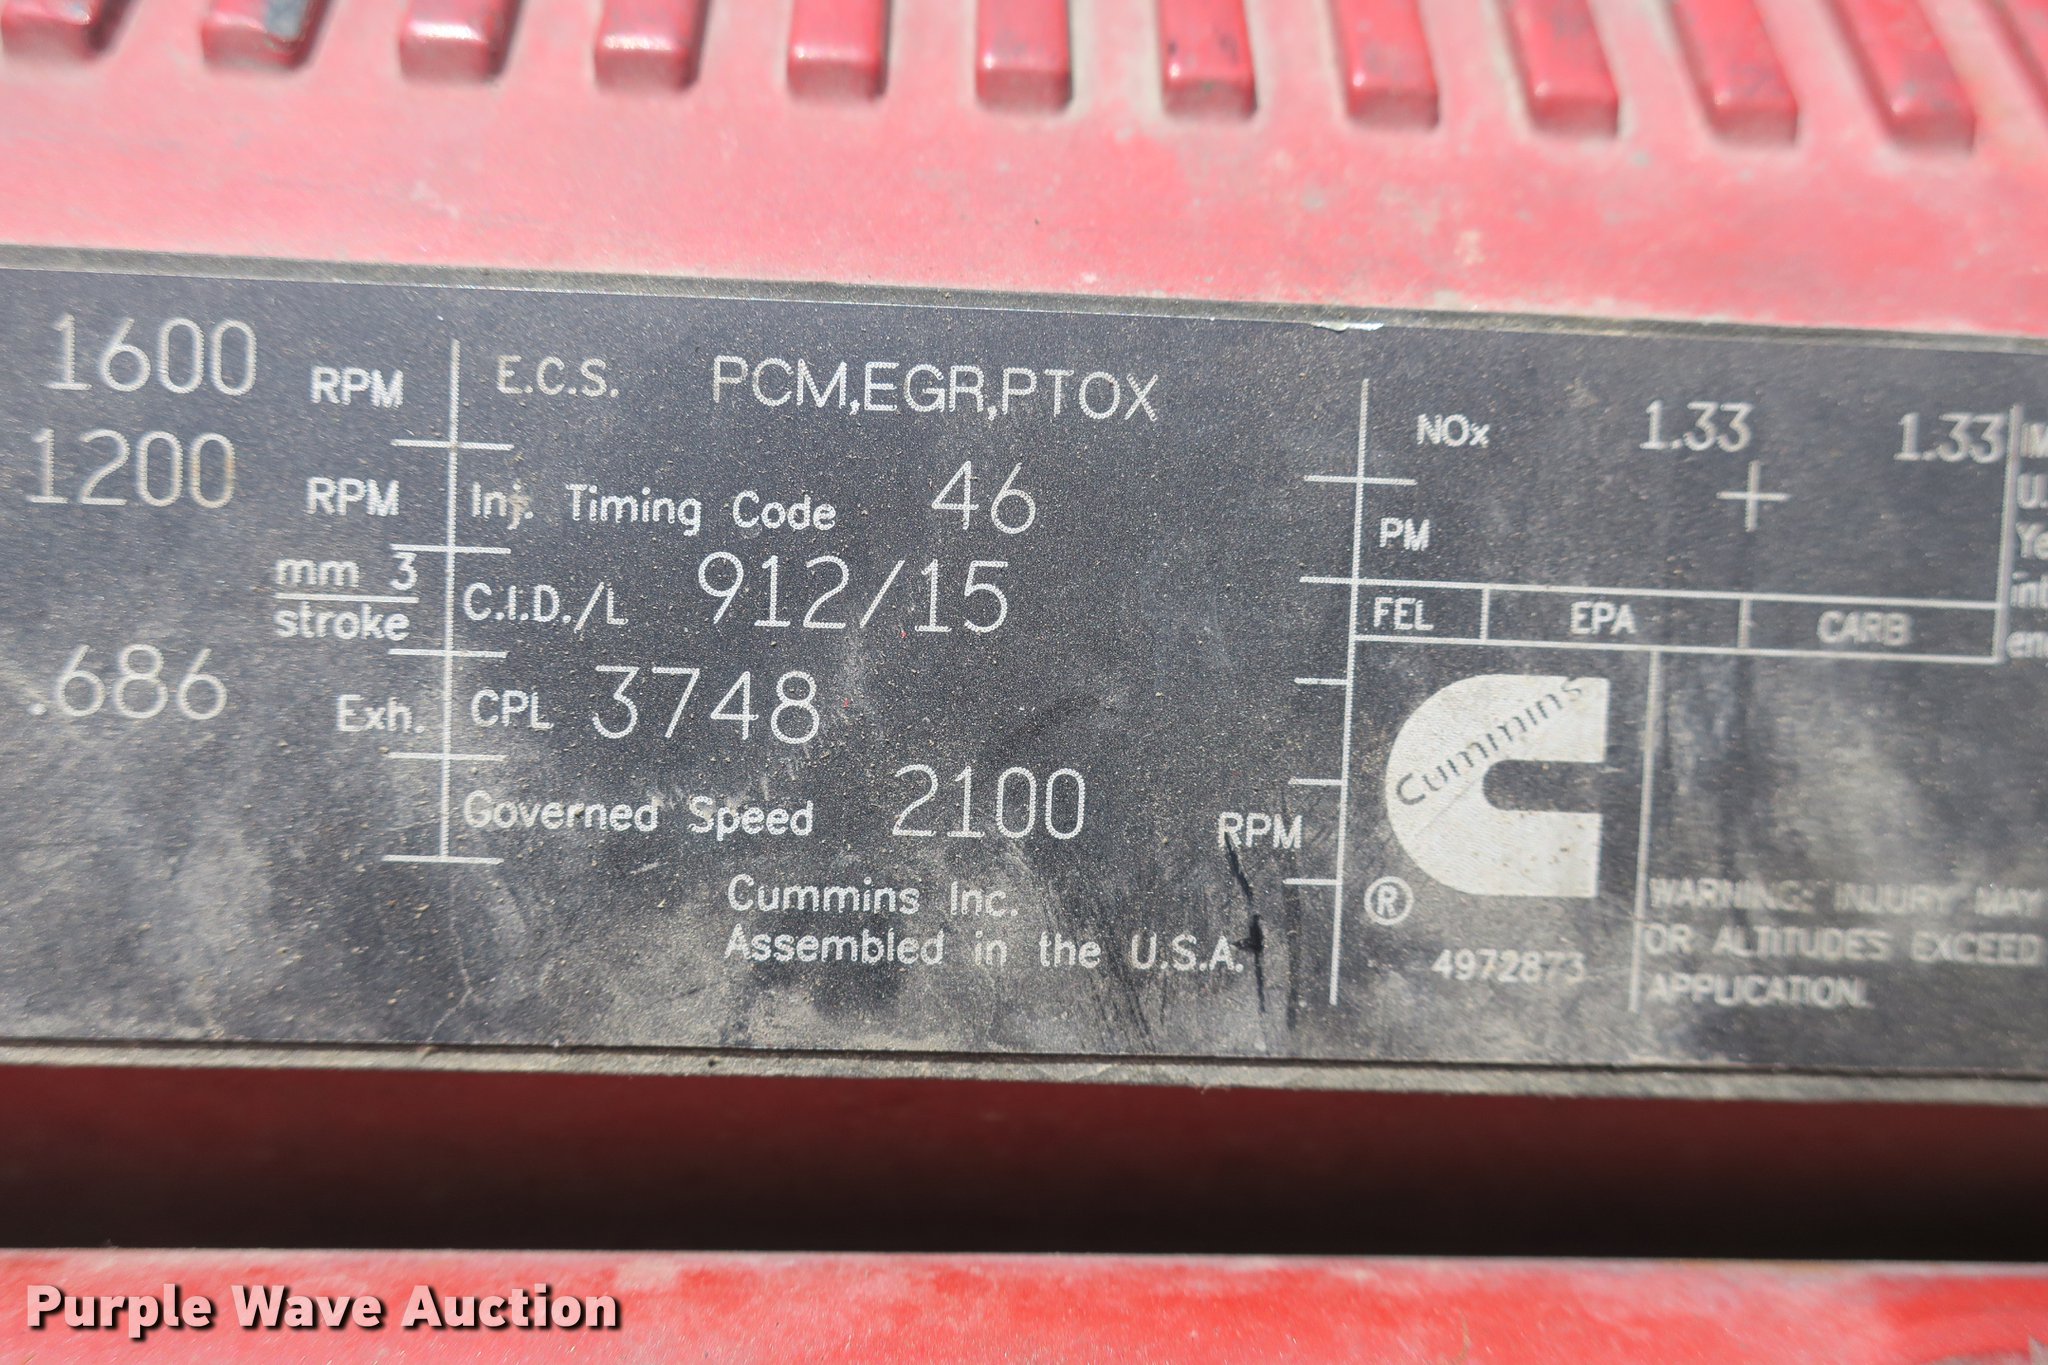 1600 RPM
1200 RPM
mm 3
stroke
.686 Exh.
E.C.S. PCM,EGR,PTOX
Inj. Timing Code 46
C.I.D./L 912/15
CPL 3748
Governed Speed 2100 RPM
Cummins Inc.
Assembled in the U.S.A.
NOx 1.33 1.33
PM
FEL EPA CARB
Cummins
®
4972873
WARNING: INJURY MAY
OR ALTITUDES EXCEED
APPLICATION.
Purple Wave Auction